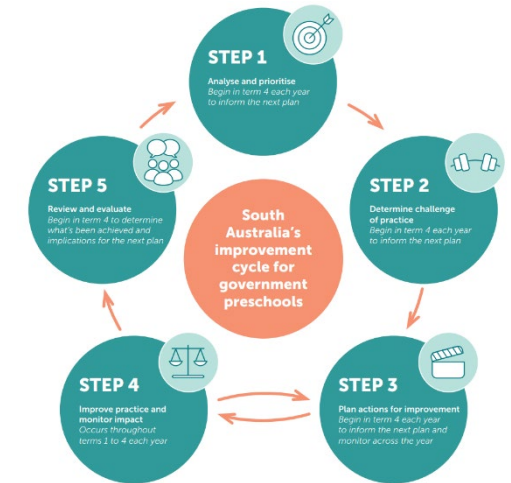 STEP 1
Analyse and prioritise
Begin in term 4 each year
to inform the next plan
STEP 2
Determine challenge
of practice
Begin in term 4 each year
to inform the next plan
STEP 3
Plan actions for improvement
Begin in term 4 each year
to inform the next plan and
monitor across the year
STEP 4
Improve practice and
monitor impact
Occurs throughout
terms 1 to 4 each year
STEP 5
Review and evaluate
Begin in term 4 to determine
what's been achieved and
implications for the next plan
South
Australia's
improvement
cycle for
government
preschools